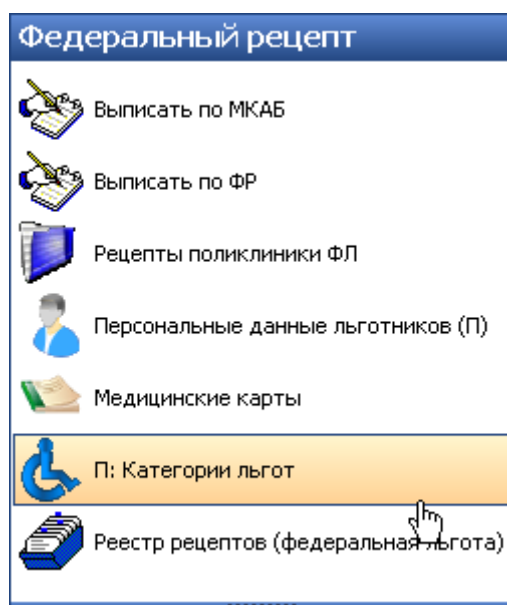 Федеральный рецепт
Выписать по МКАБ
Выписать по ФР
Рецепты поликлиники ФЛ
Персональные данные льготников (П)
Медицинские карты
П: Категории льгот
Реестр рецептов (федеральная льгота)